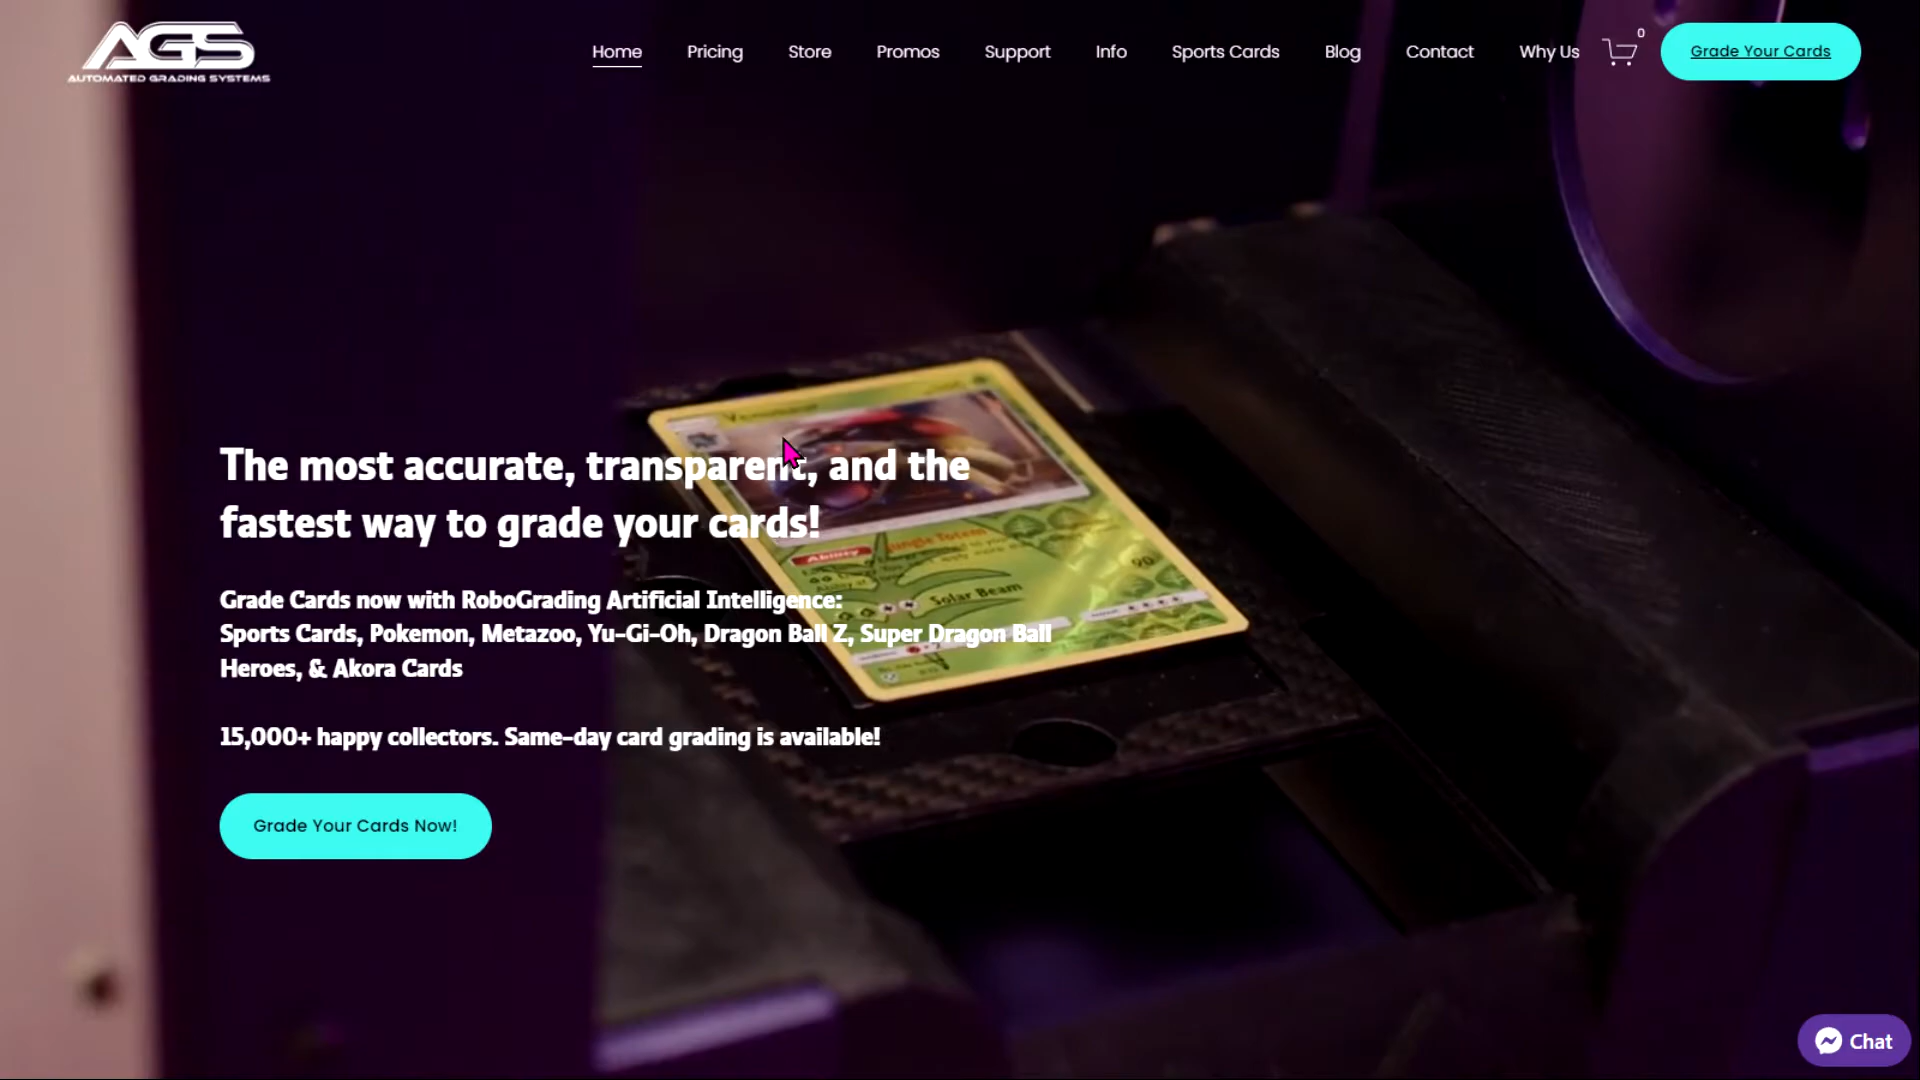 AGS
AUTOMATED GRADING SYSTEMS
Home
Pricing
Store
Promos
Support
Info
Sports Cards
Blog
Contact
Why Us
0
Grade Your Cards
The most accurate, transparent, and the
fastest way to grade your cards!
Ability
Jungle Totem
90
Solar Beam
Grade Cards now with RoboGrading Artificial Intelligence:
Sports Cards, Pokemon, Metazoo, Yu-Gi-Oh, Dragon Ball Z, Super Dragon Ball
Heroes, & Akora Cards
15,000+ happy collectors. Same-day card grading is available!
Grade Your Cards Now!
Chat